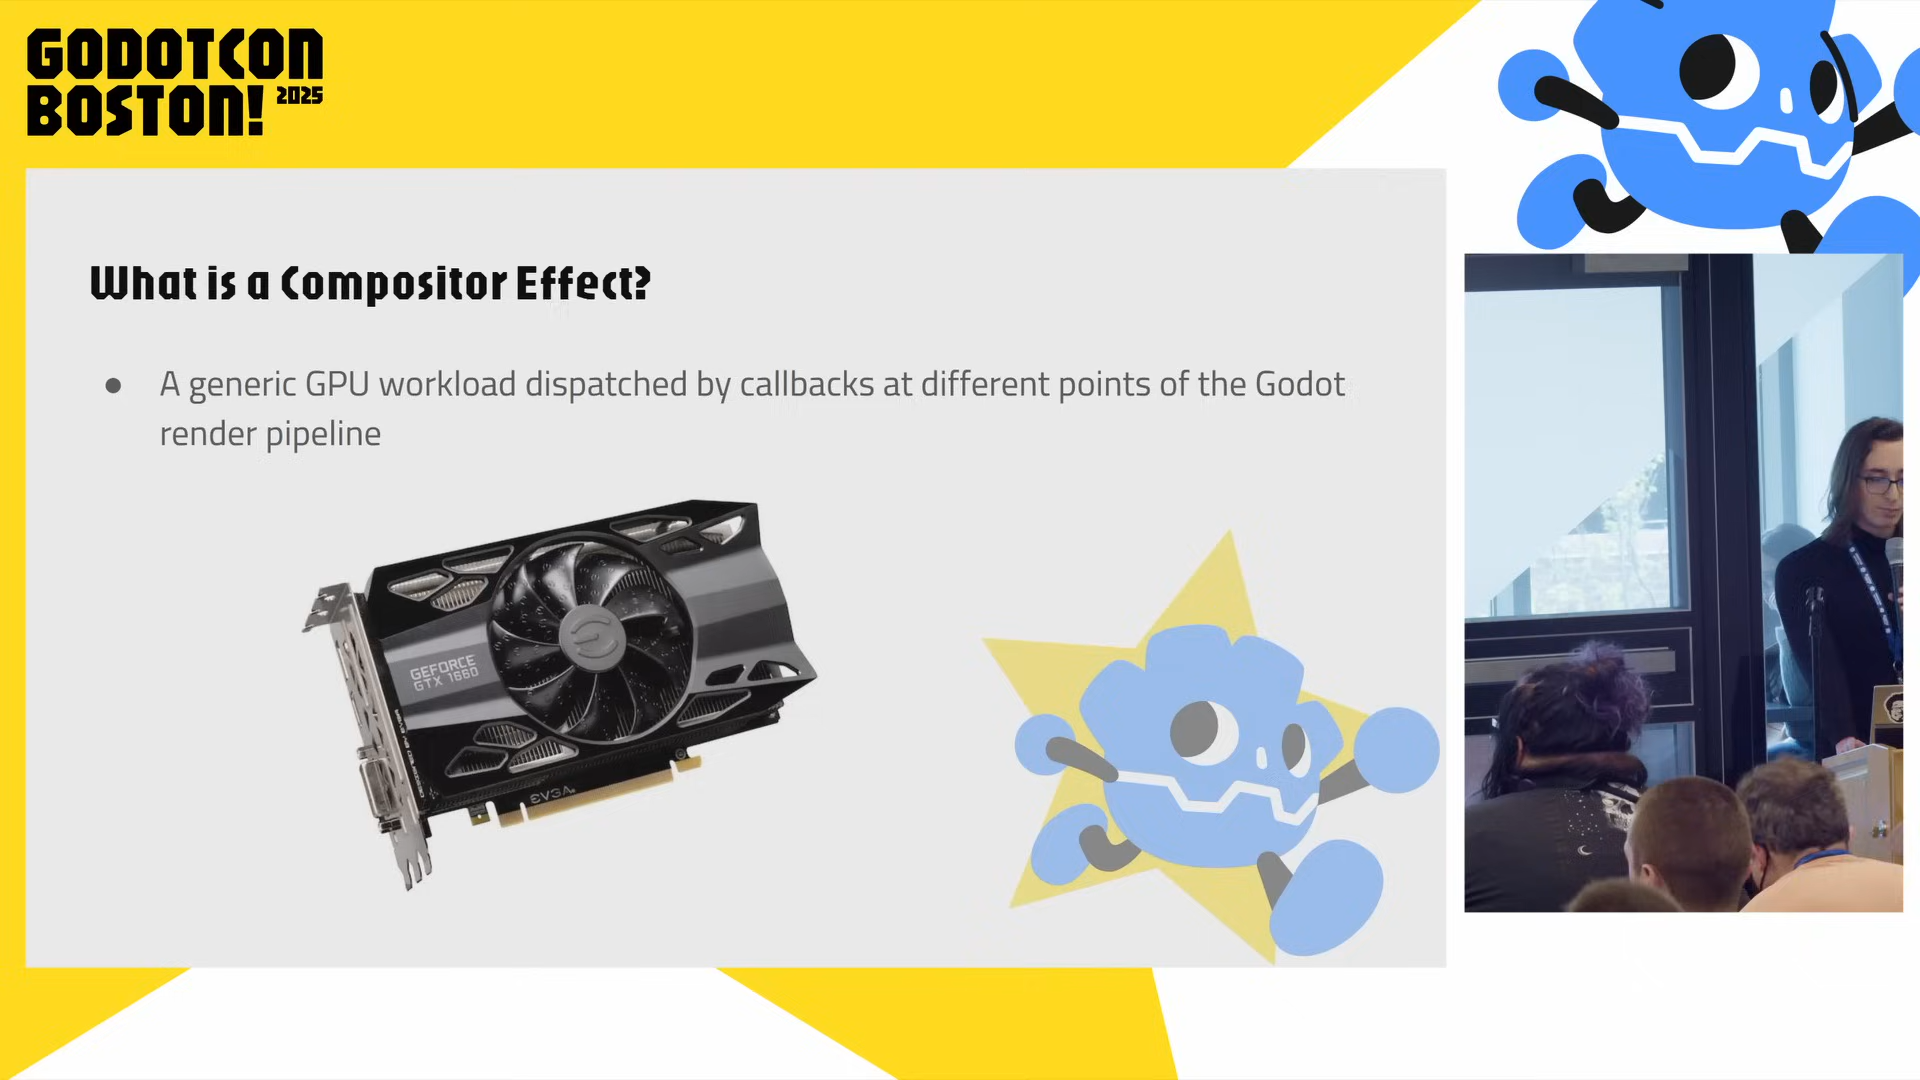 GODOTCON
BOSTON! 2025
What is a Compositor Effect?
● A generic GPU workload dispatched by callbacks at different points of the Godot
render pipeline
GEFORCE
GTX 1660
EVGA